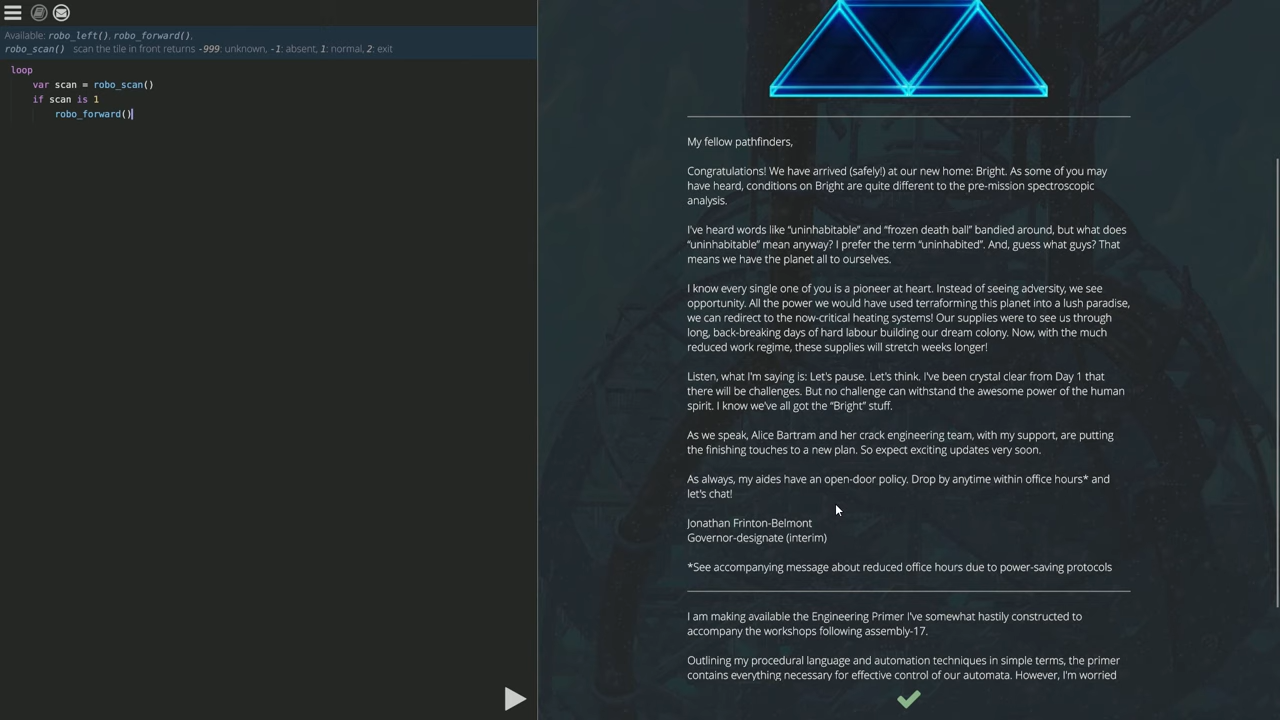 Available: robo_left(), robo_forward(),
robo_scan() scan the tile in front returns -999: unknown, -1: absent, 1: normal, 2: exit
loop
var scan = robo_scan()
if scan is 1
robo_forward()
My fellow pathfinders,
Congratulations! We have arrived (safely!) at our new home: Bright. As some of you may
have heard, conditions on Bright are quite different to the pre-mission spectroscopic
analysis.
I've heard words like “uninhabitable” and “frozen death ball” bandied around, but what does
“uninhabitable” mean anyway? I prefer the term “uninhabited”. And, guess what guys? That
means we have the planet all to ourselves.
I know every single one of you is a pioneer at heart. Instead of seeing adversity, we see
opportunity. All the power we would have used terraforming this planet into a lush paradise,
we can redirect to the now-critical heating systems! Our supplies were to see us through
long, back-breaking days of hard labour building our dream colony. Now, with the much
reduced work regime, these supplies will stretch weeks longer!
Listen, what I'm saying is: Let's pause. Let's think. I've been crystal clear from Day 1 that
there will be challenges. But no challenge can withstand the awesome power of the human
spirit. I know we've all got the “Bright” stuff.
As we speak, Alice Bartram and her crack engineering team, with my support, are putting
the finishing touches to a new plan. So expect exciting updates very soon.
As always, my aides have an open-door policy. Drop by anytime within office hours* and
let's chat!
Jonathan Frinton-Belmont
Governor-designate (interim)
*See accompanying message about reduced office hours due to power-saving protocols
I am making available the Engineering Primer I've somewhat hastily constructed to
accompany the workshops following assembly-17.
Outlining my procedural language and automation techniques in simple terms, the primer
contains everything necessary for effective control of our automata. However, I'm worried